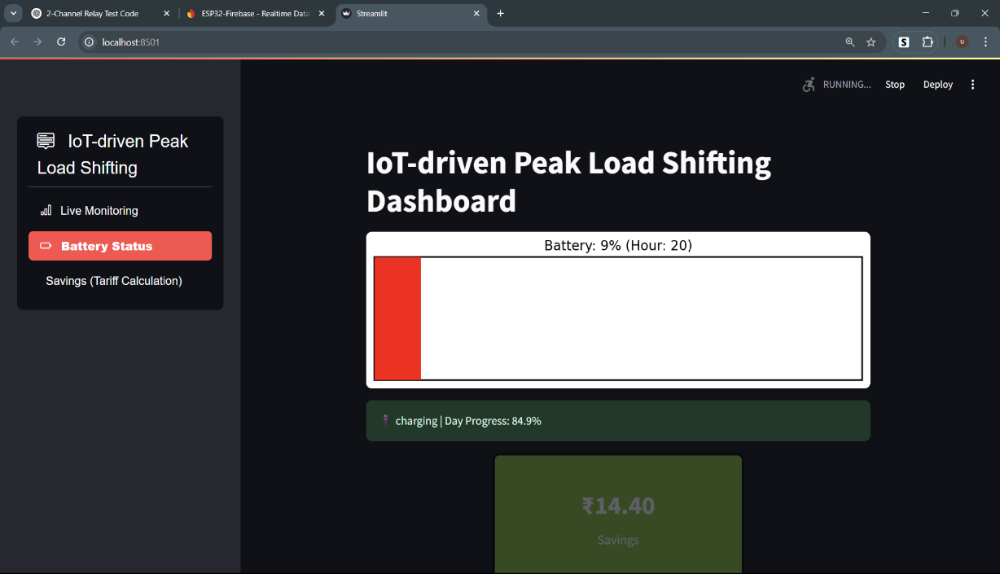 2-Channel Relay Test Code
ESP32-Firebase - Realtime Data
Streamlit
localhost:8501
S
u
RUNNING...
Stop
Deploy
IoT-driven Peak
Load Shifting
Live Monitoring
Battery Status
Savings (Tariff Calculation)
IoT-driven Peak Load Shifting
Dashboard
Battery: 9% (Hour: 20)
charging | Day Progress: 84.9%
₹14.40
Savings